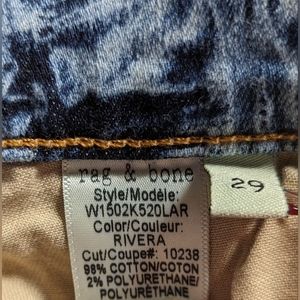 rag & bone
Style/Modèle:
W1502K520LAR
Color/Couleur:
RIVERA
Cut/Coupe#: 10238
98% COTTON/COTON
2% POLYURETHANE/
POLYURÉTHANE
29